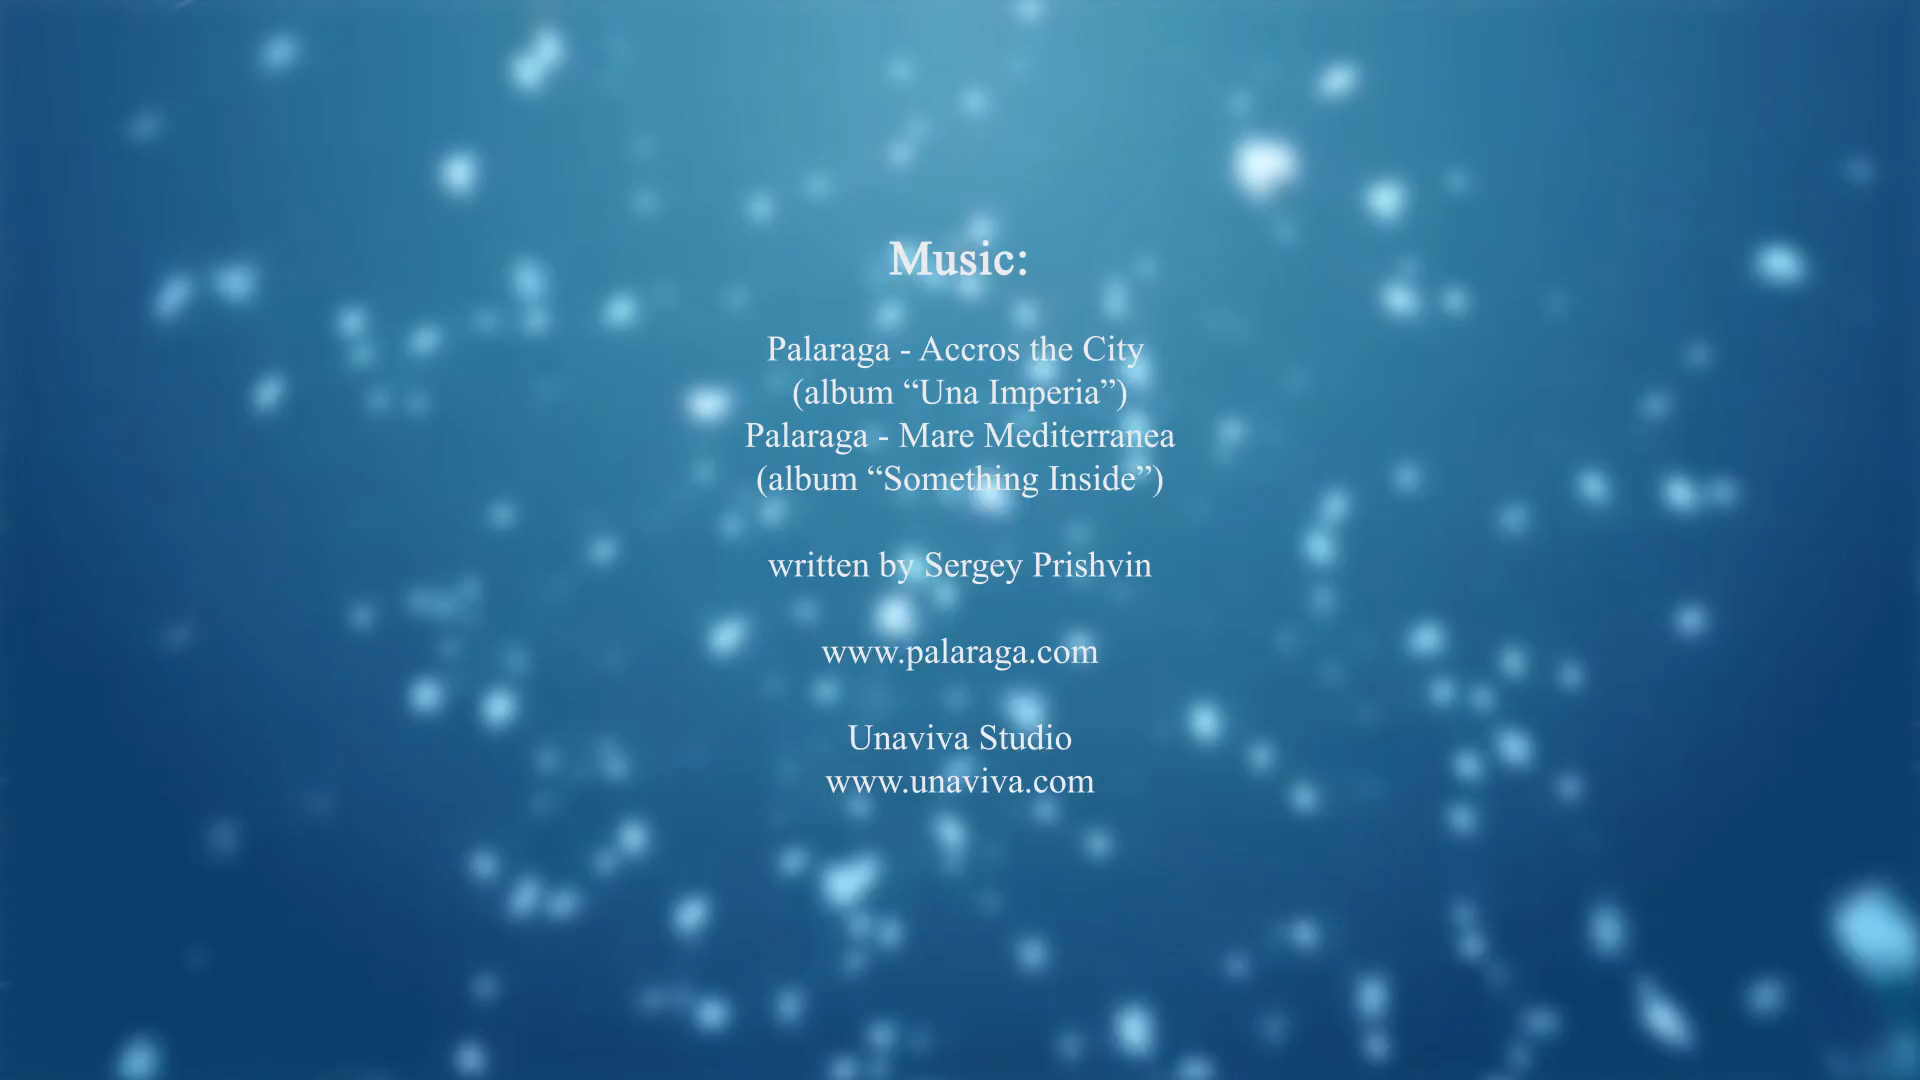 Music:
Palaraga - Accros the City
(album “Una Imperia”)
Palaraga - Mare Mediterranea
(album “Something Inside”)
written by Sergey Prishvin
www.palaraga.com
Unaviva Studio
www.unaviva.com